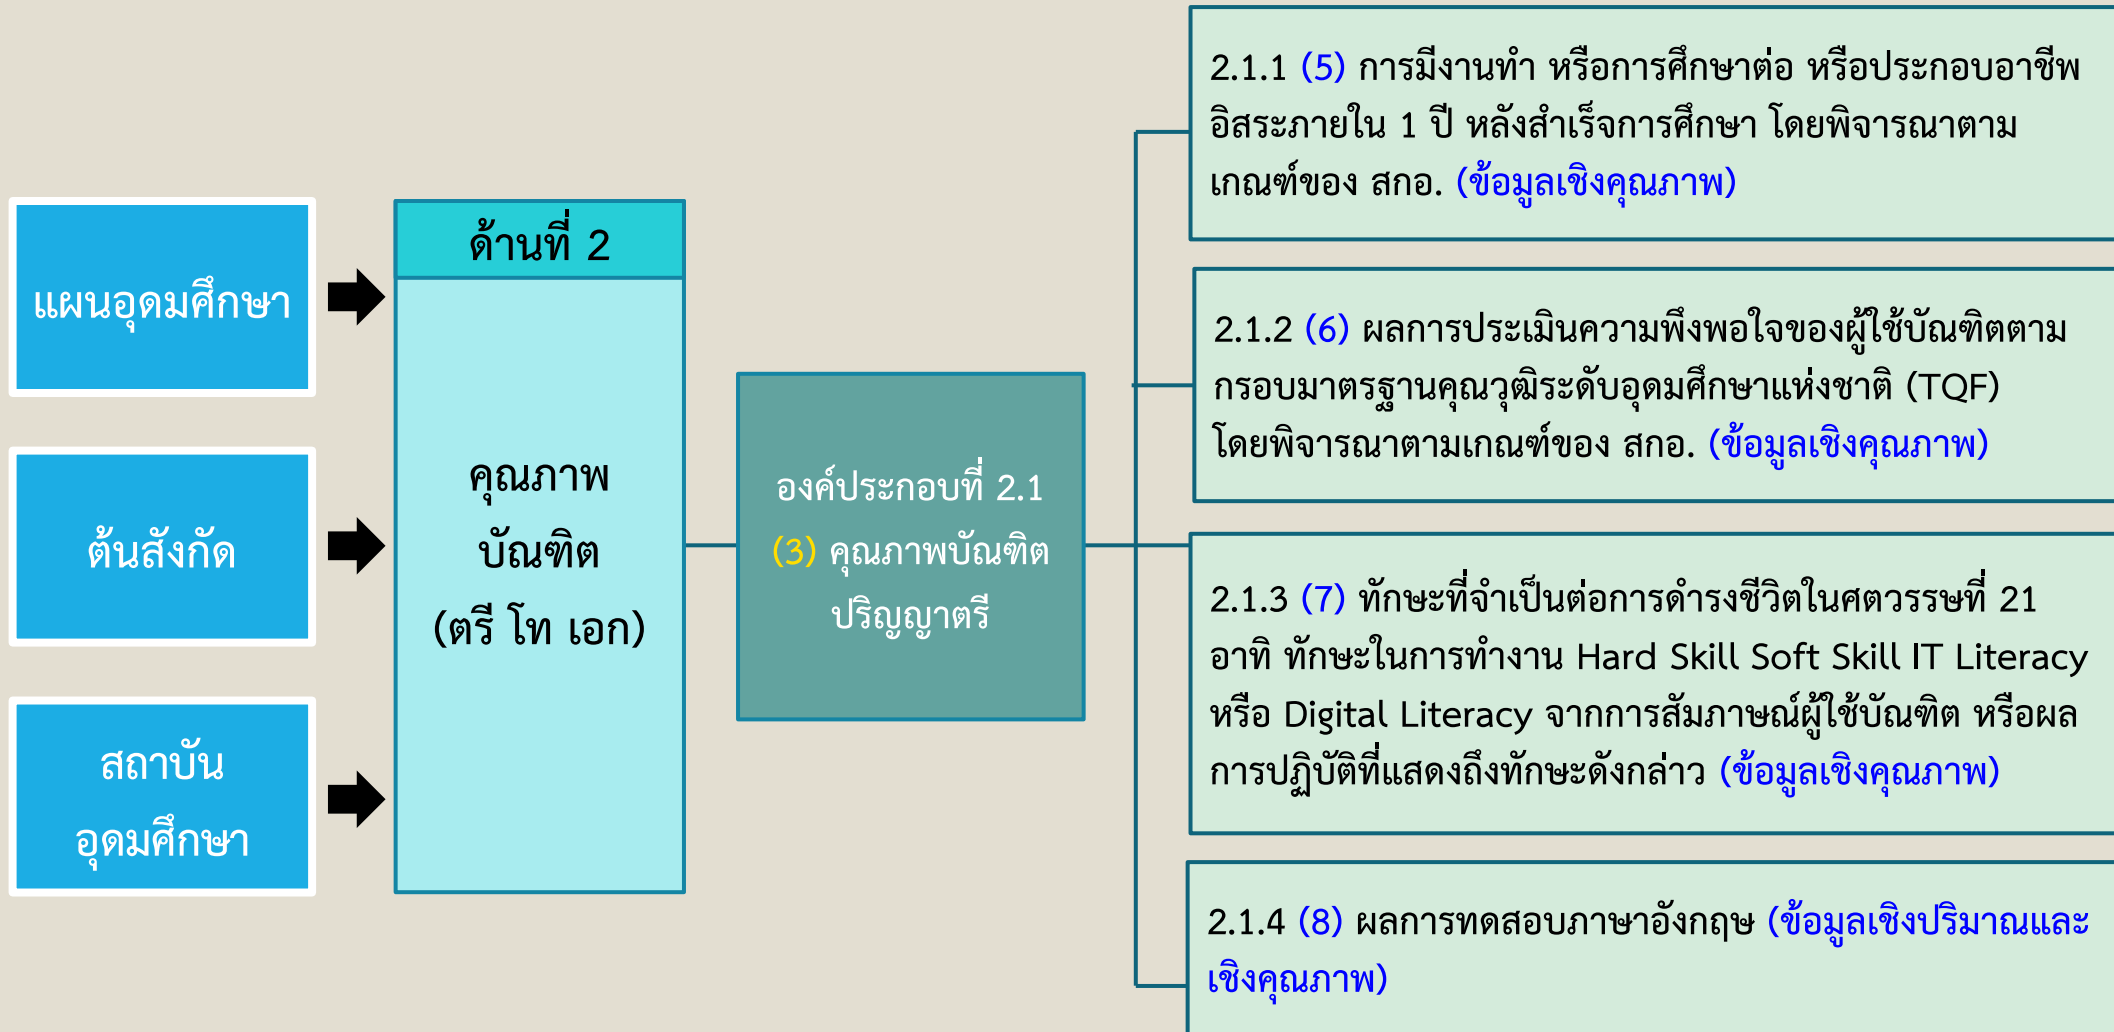 แผนอุดมศึกษา
ต้นสังกัด
สถาบัน
อุดมศึกษา
ด้านที่ 2
คุณภาพ
บัณฑิต
(ตรี โท เอก)
องค์ประกอบที่ 2.1
(3) คุณภาพบัณฑิต
ปริญญาตรี
2.1.1 (5) การมีงานทำ หรือการศึกษาต่อ หรือประกอบอาชีพ
อิสระภายใน 1 ปี หลังสำเร็จการศึกษา โดยพิจารณาตาม
เกณฑ์ของ สกอ. (ข้อมูลเชิงคุณภาพ)
2.1.2 (6) ผลการประเมินความพึงพอใจของผู้ใช้บัณฑิตตาม
กรอบมาตรฐานคุณวุฒิระดับอุดมศึกษาแห่งชาติ (TQF)
โดยพิจารณาตามเกณฑ์ของ สกอ. (ข้อมูลเชิงคุณภาพ)
2.1.3 (7) ทักษะที่จำเป็นต่อการดำรงชีวิตในศตวรรษที่ 21
อาทิ ทักษะในการทำงาน Hard Skill Soft Skill IT Literacy
หรือ Digital Literacy จากการสัมภาษณ์ผู้ใช้บัณฑิต หรือผล
การปฏิบัติที่แสดงถึงทักษะดังกล่าว (ข้อมูลเชิงคุณภาพ)
2.1.4 (8) ผลการทดสอบภาษาอังกฤษ (ข้อมูลเชิงปริมาณและ
เชิงคุณภาพ)